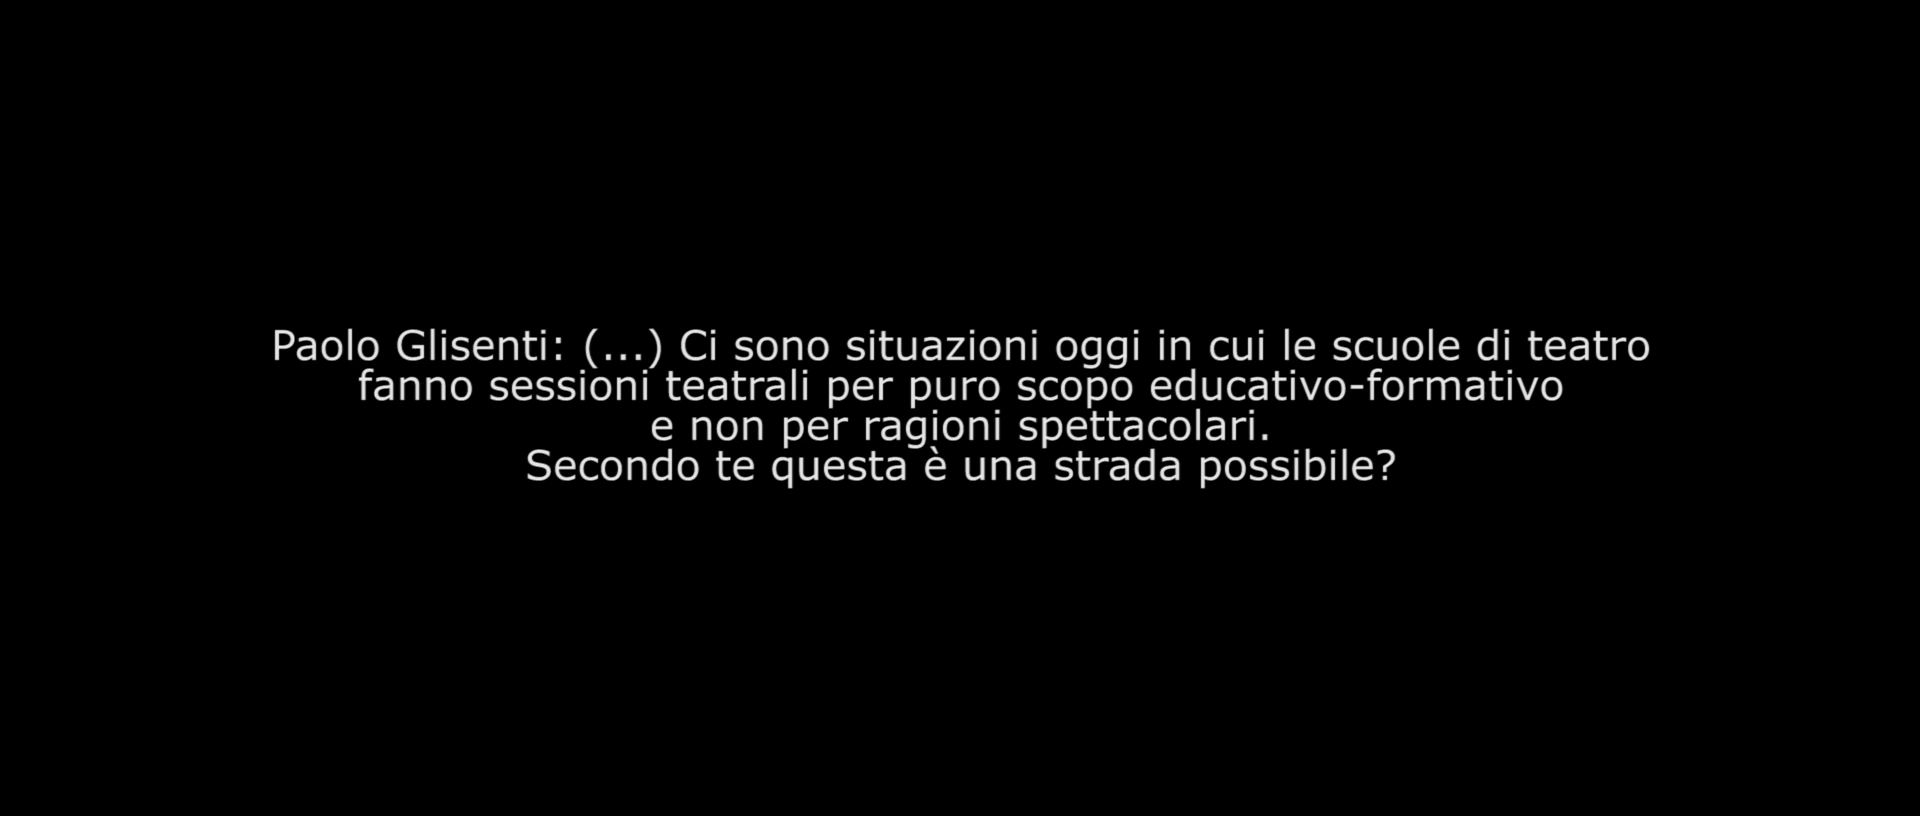 Paolo Glisenti: (...) Ci sono situazioni oggi in cui le scuole di teatro
fanno sessioni teatrali per puro scopo educativo-formativo
e non per ragioni spettacolari.
Secondo te questa è una strada possibile?